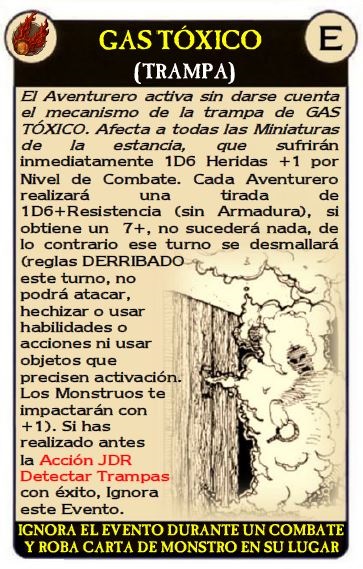 GAS TÓXICO
E
(TRAMPA)
El Aventurero activa sin darse cuenta
el mecanismo de la trampa de GAS
TÓXICO. Afecta a todas las Miniaturas
de la estancia, que sufrirán
inmediatamente 1D6 Heridas +1 por
Nivel de Combate. Cada Aventurero
realizará una tirada de
1D6+Resistencia (sin Armadura), si
obtiene un 7+, no sucederá nada, de
lo contrario ese turno se desmallará
(reglas DERRIBADO
este turno, no
podrá atacar,
hechizar o usar
habilidades o
acciones ni usar
objetos que
precisen activación.
Los Monstruos te
impactarán con
+1). Si has
realizado antes
la Acción JDR
Detectar Trampas
con éxito, Ignora
este Evento.
IGNORA EL EVENTO DURANTE UN COMBATE
Y ROBA CARTA DE MONSTRO EN SU LUGAR